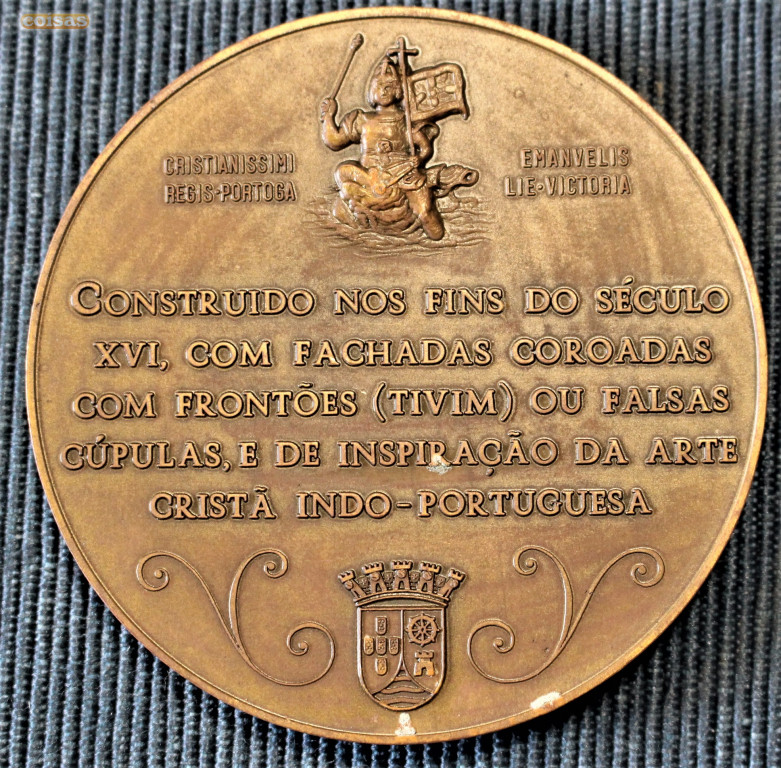 coisas
CRISTIANISSIMI
REGIS-PORTOGA
EMANVELIS
LIE·VICTORIA
CONSTRUIDO NOS FINS DO SÉCULO
XVI, COM FACHADAS COROADAS
COM FRONTÕES (TIVIM) OU FALSAS
CÚPULAS, E DE INSPIRAÇÃO DA ARTE
CRISTÃ INDO-PORTUGUESA